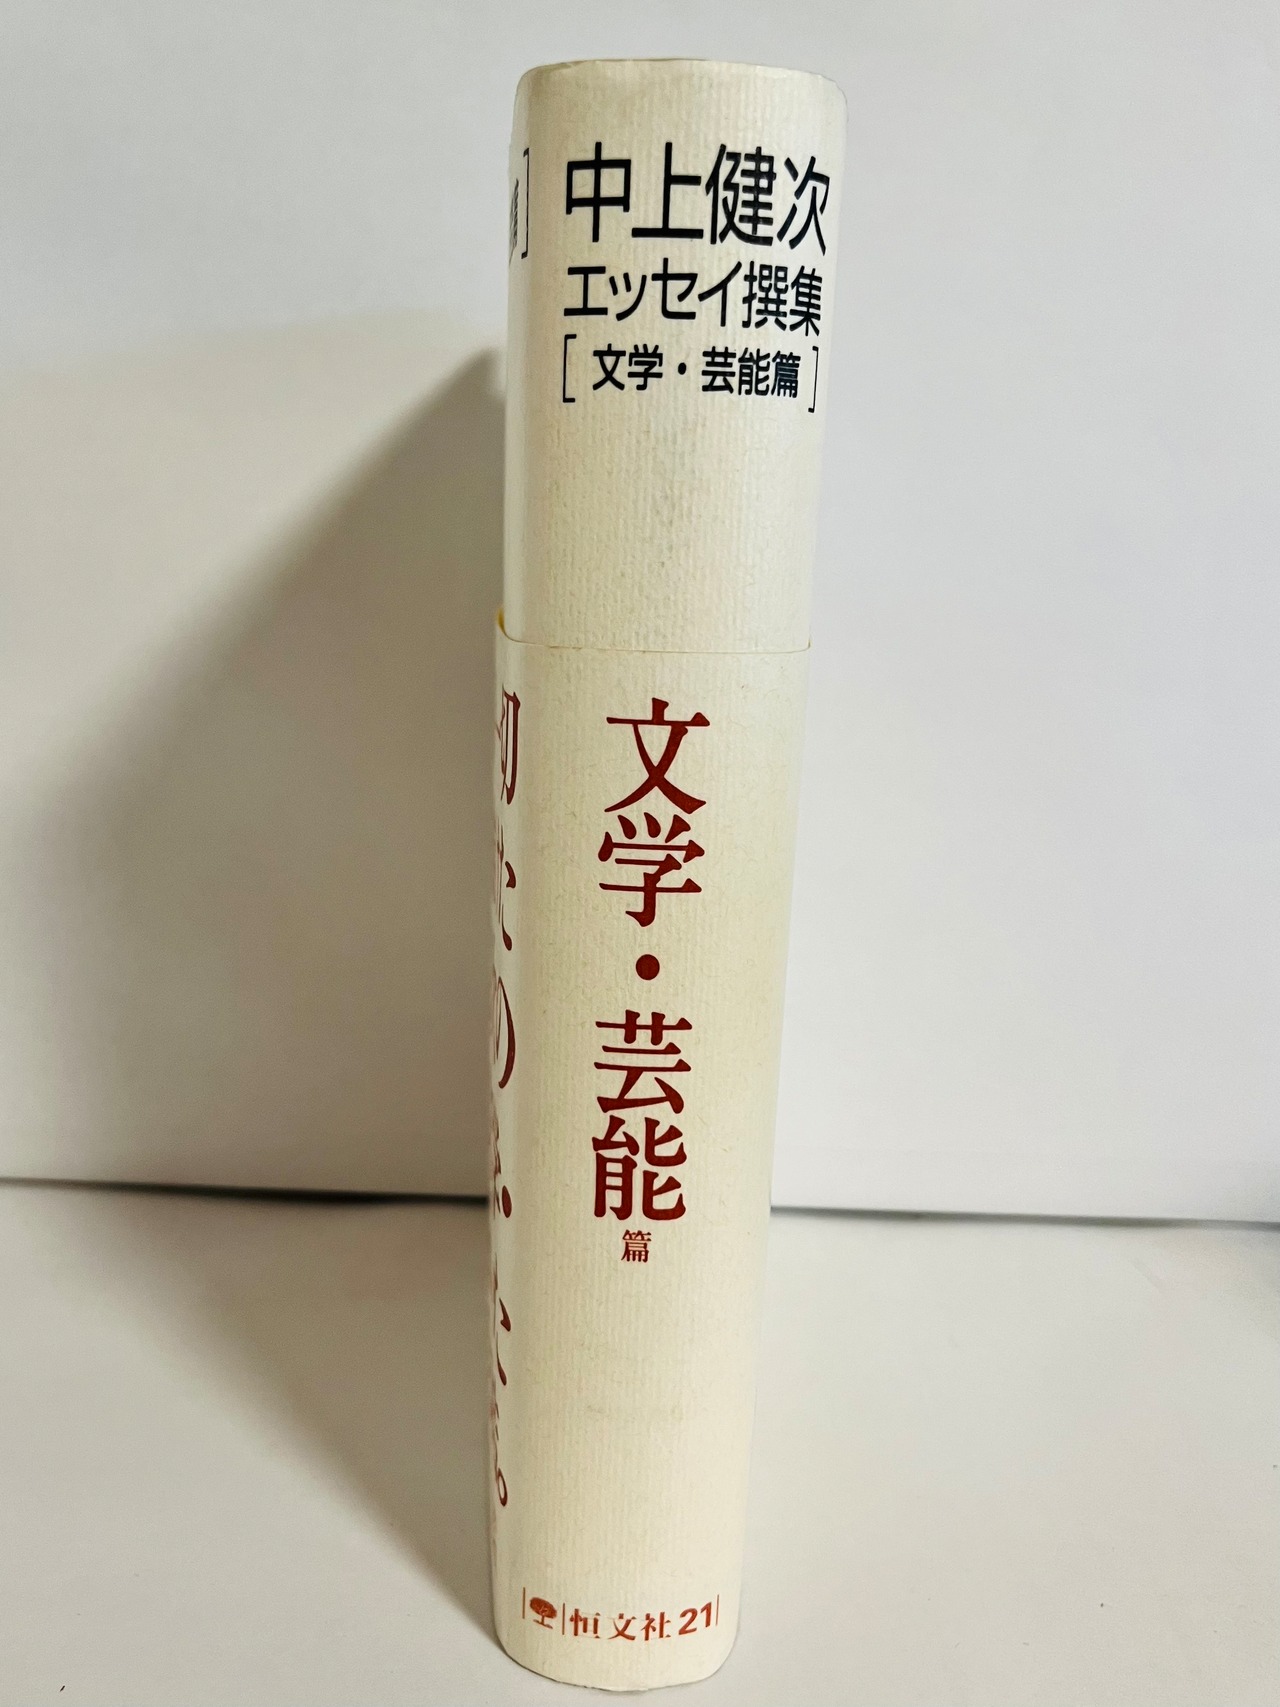 中上健次
エッセイ撰集
[文学・芸能篇]
文学・芸能
篇
恒文社21